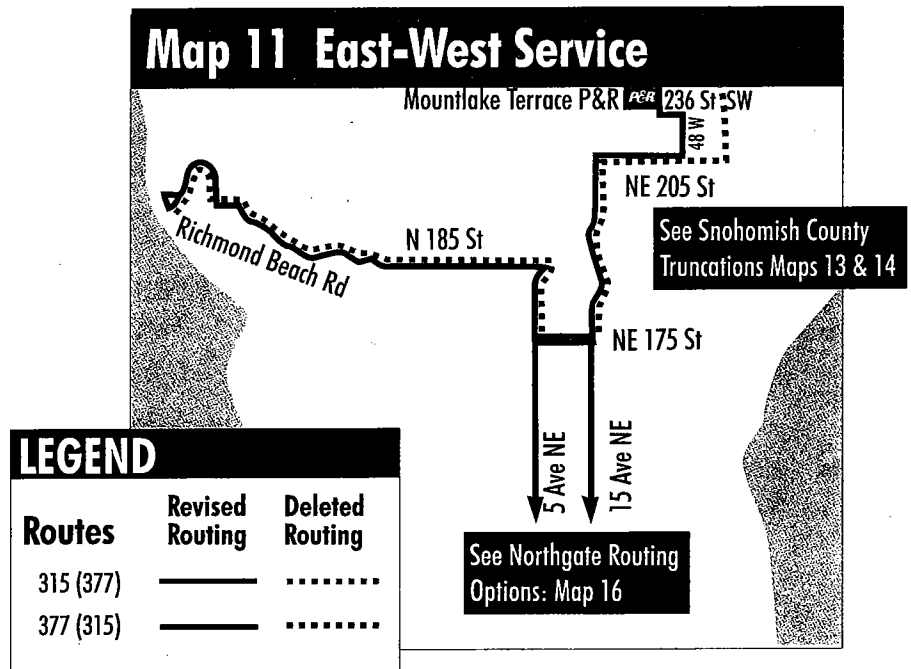 Map 11 East-West Service
Mountlake Terrace P&R P&R 236 St SW
48 W
NE 205 St
Richmond Beach Rd
N 185 St
See Snohomish County
Truncations Maps 13 & 14
NE 175 St
5 Ave NE
15 Ave NE
See Northgate Routing
Options: Map 16
LEGEND
Routes Revised Routing Deleted Routing
315 (377)
377 (315)